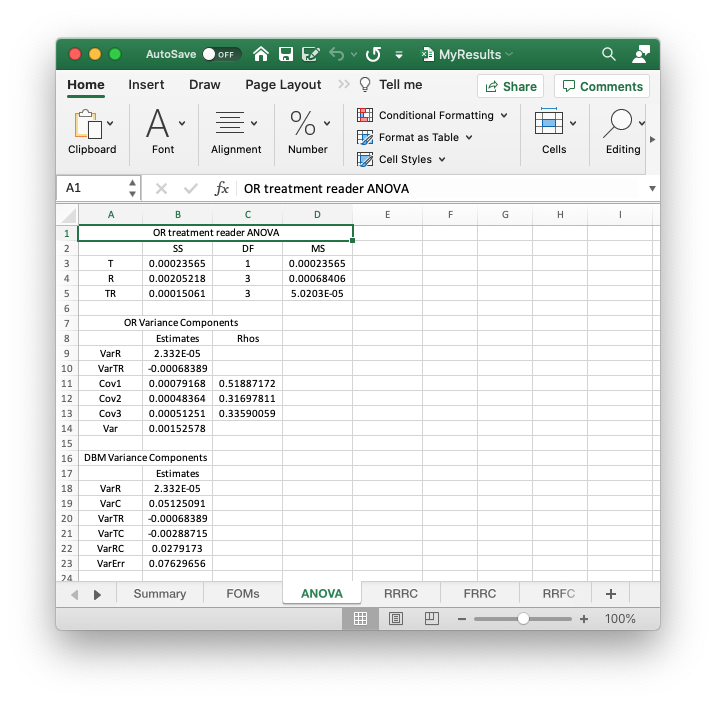 AutoSave OFF MyResults
Home Insert Draw Page Layout Tell me Share Comments
Clipboard Font Alignment % Number Conditional Formatting Format as Table Cell Styles Cells Editing
A1 fx OR treatment reader ANOVA
A B C D E F G H I
1 OR treatment reader ANOVA
2 SS DF MS
3 T 0.00023565 1 0.00023565
4 R 0.00205218 3 0.00068406
5 TR 0.00015061 3 5.0203E-05
6
7 OR Variance Components
8 Estimates Rhos
9 VarR 2.332E-05
10 VarTR -0.00068389
11 Cov1 0.00079168 0.51887172
12 Cov2 0.00048364 0.31697811
13 Cov3 0.00051251 0.33590059
14 Var 0.00152578
15
16 DBM Variance Components
17 Estimates
18 VarR 2.332E-05
19 VarC 0.05125091
20 VarTR -0.00068389
21 VarTC -0.00288715
22 VarRC 0.0279173
23 VarErr 0.07629656
24
Summary FOMs ANOVA RRRC FRRC RRFC +
100%